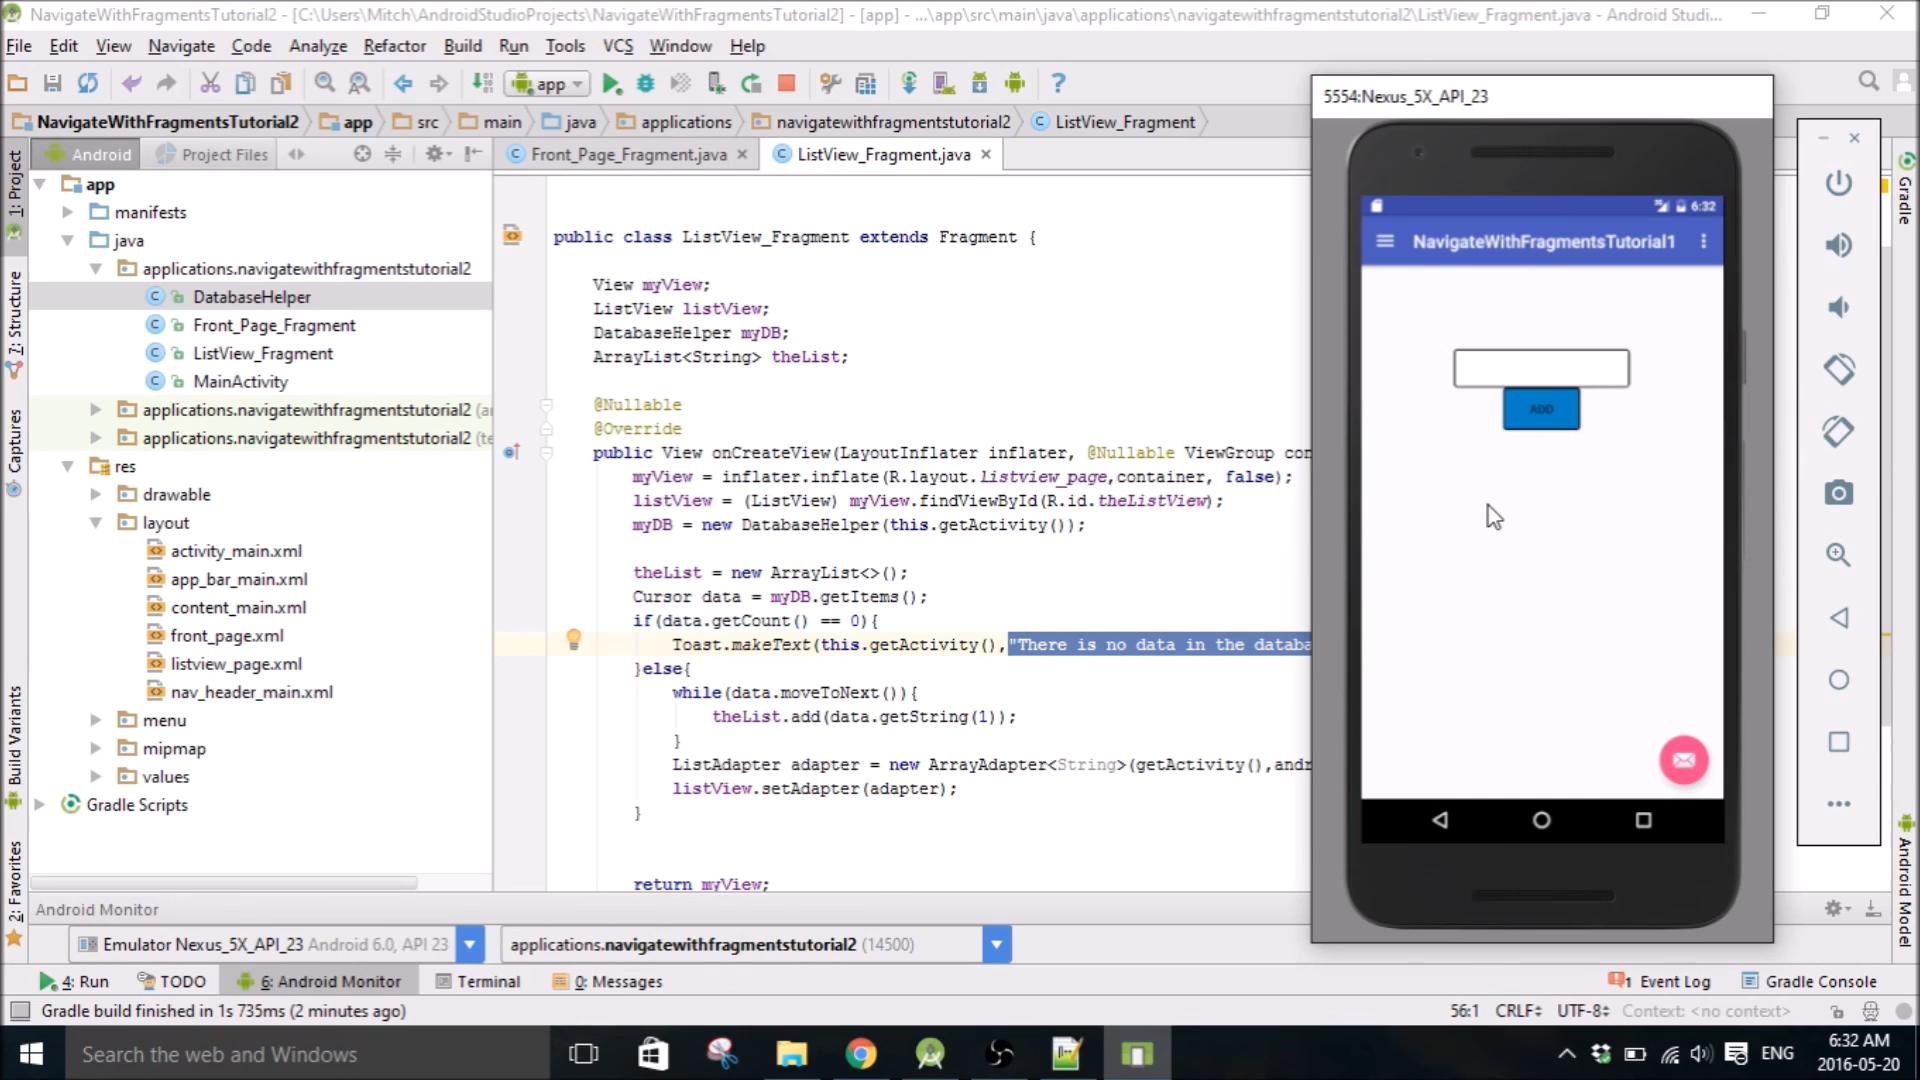 NavigateWithFragmentsTutorial2 - [C:\Users\Mitch\AndroidStudioProjects\NavigateWithFragmentsTutorial2] - [app] - ...\app\src\main\java\applications\navigatewithfragmentstutorial2\ListView_Fragment.java - Android Studi...
File Edit View Navigate Code Analyze Refactor Build Run Tools VCS Window Help
app
5554:Nexus_5X_API_23
NavigateWithFragmentsTutorial2 app src main java applications navigatewithfragmentstutorial2 ListView_Fragment
Android Project Files
Front_Page_Fragment.java ListView_Fragment.java
1: Project
7: Structure
Captures
Build Variants
2: Favorites
app
manifests
java
applications.navigatewithfragmentstutorial2
DatabaseHelper
Front_Page_Fragment
ListView_Fragment
MainActivity
applications.navigatewithfragmentstutorial2 (a
applications.navigatewithfragmentstutorial2 (te
res
drawable
layout
activity_main.xml
app_bar_main.xml
content_main.xml
front_page.xml
listview_page.xml
nav_header_main.xml
menu
mipmap
values
Gradle Scripts
public class ListView_Fragment extends Fragment {
View myView;
ListView listView;
DatabaseHelper myDB;
ArrayList<String> theList;
@Nullable
@Override
public View onCreateView(LayoutInflater inflater, @Nullable ViewGroup con
myView = inflater.inflate(R.layout.listview_page,container, false);
listView = (ListView) myView.findViewById(R.id.theListView);
myDB = new DatabaseHelper(this.getActivity());
theList = new ArrayList<>();
Cursor data = myDB.getItems();
if(data.getCount() == 0){
Toast.makeText(this.getActivity(),"There is no data in the databa
}else{
while(data.moveToNext()){
theList.add(data.getString(1));
}
ListAdapter adapter = new ArrayAdapter<String>(getActivity(),andr
listView.setAdapter(adapter);
}
return myView;
6:32
NavigateWithFragmentsTutorial1
ADD
Gradle
Android Model
Android Monitor
Emulator Nexus_5X_API_23 Android 6.0, API 23
applications.navigatewithfragmentstutorial2 (14500)
4: Run TODO 6: Android Monitor Terminal 0: Messages 1 Event Log Gradle Console
Gradle build finished in 1s 735ms (2 minutes ago)
56:1 CRLF UTF-8 Context: <no context>
Search the web and Windows
ENG
6:32 AM
2016-05-20